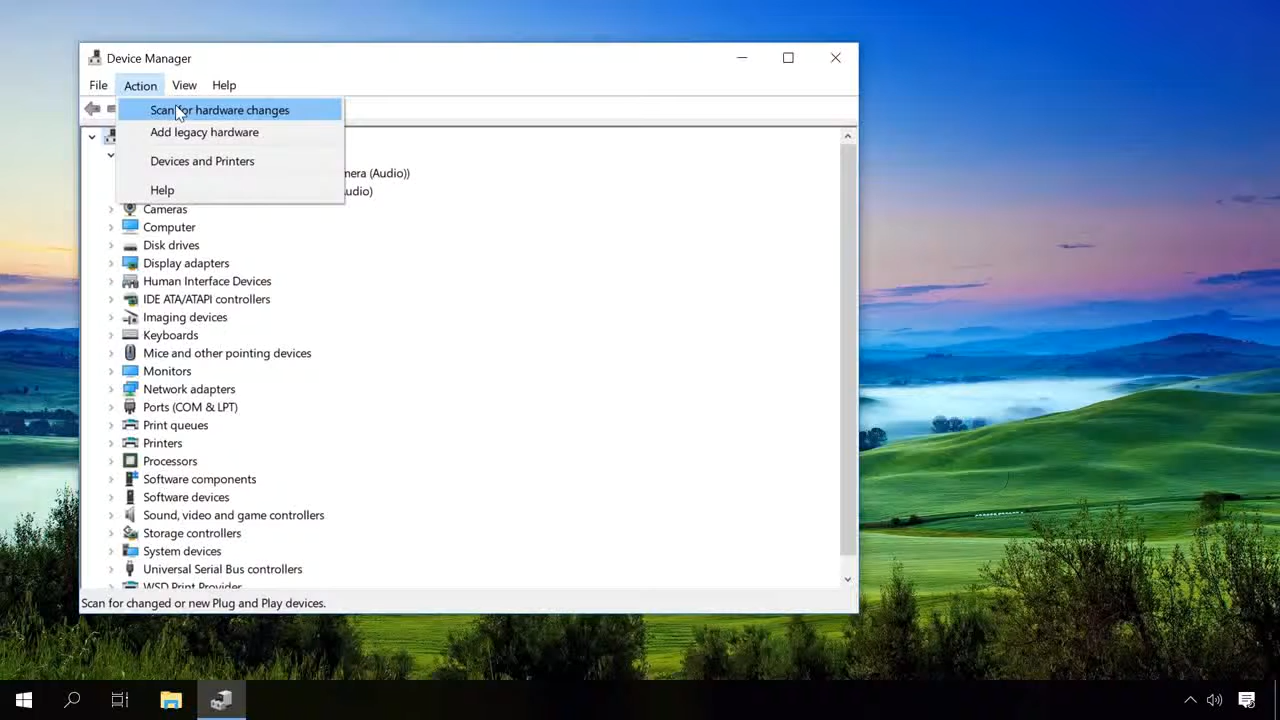 Device Manager
File Action View Help
Scan for hardware changes
Add legacy hardware
Devices and Printers
Help
nera (Audio))
udio)
Cameras
Computer
Disk drives
Display adapters
Human Interface Devices
IDE ATA/ATAPI controllers
Imaging devices
Keyboards
Mice and other pointing devices
Monitors
Network adapters
Ports (COM & LPT)
Print queues
Printers
Processors
Software components
Software devices
Sound, video and game controllers
Storage controllers
System devices
Universal Serial Bus controllers
WSD Print Provider
Scan for changed or new Plug and Play devices.